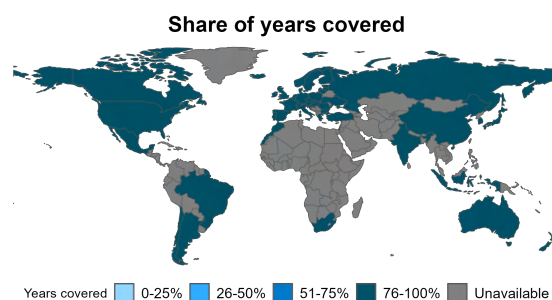 Share of years covered
Years covered 0-25% 26-50% 51-75% 76-100% Unavailable